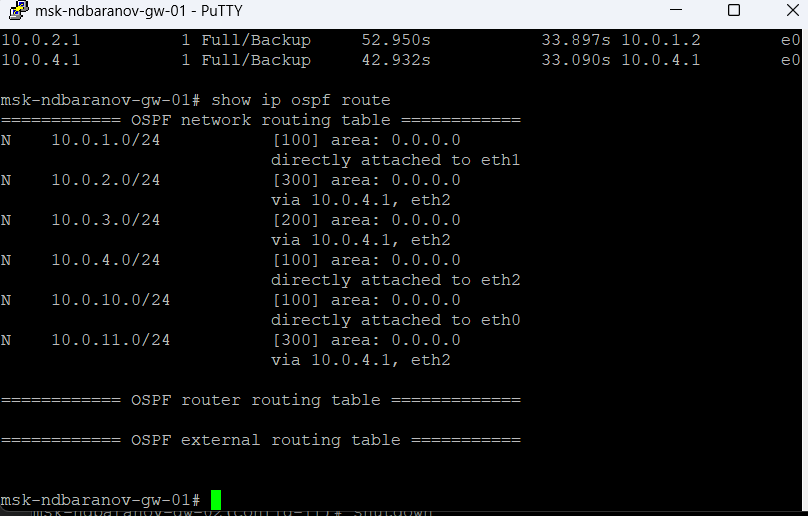 msk-ndbaranov-gw-01 - PuTTY
10.0.2.1 1 Full/Backup 52.950s 33.897s 10.0.1.2 e0
10.0.4.1 1 Full/Backup 42.932s 33.090s 10.0.4.1 e0
msk-ndbaranov-gw-01# show ip ospf route
============ OSPF network routing table ============
N 10.0.1.0/24 [100] area: 0.0.0.0
directly attached to eth1
N 10.0.2.0/24 [300] area: 0.0.0.0
via 10.0.4.1, eth2
N 10.0.3.0/24 [200] area: 0.0.0.0
via 10.0.4.1, eth2
N 10.0.4.0/24 [100] area: 0.0.0.0
directly attached to eth2
N 10.0.10.0/24 [100] area: 0.0.0.0
directly attached to eth0
N 10.0.11.0/24 [300] area: 0.0.0.0
via 10.0.4.1, eth2
============ OSPF router routing table =============
============ OSPF external routing table ===========
msk-ndbaranov-gw-01#